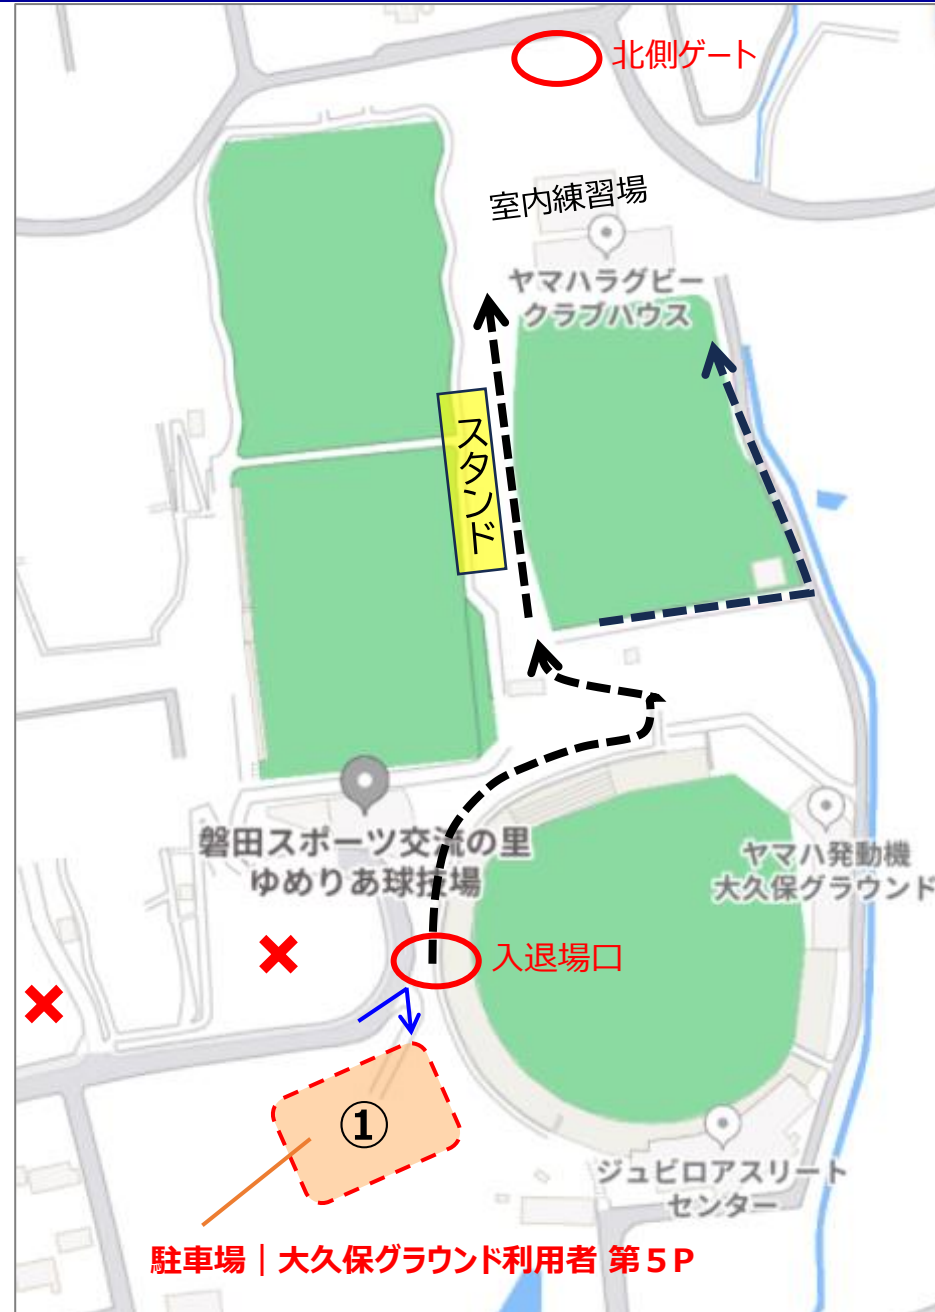 北側ゲート
室内練習場
ヤマハラグビー
クラブハウス
スタンド
磐田スポーツ交流の里
ゆめりあ球技場
ヤマハ発動機
大久保グラウンド
入退場口
①
ジュビロアスリート
センター
駐車場｜大久保グラウンド利用者 第５P